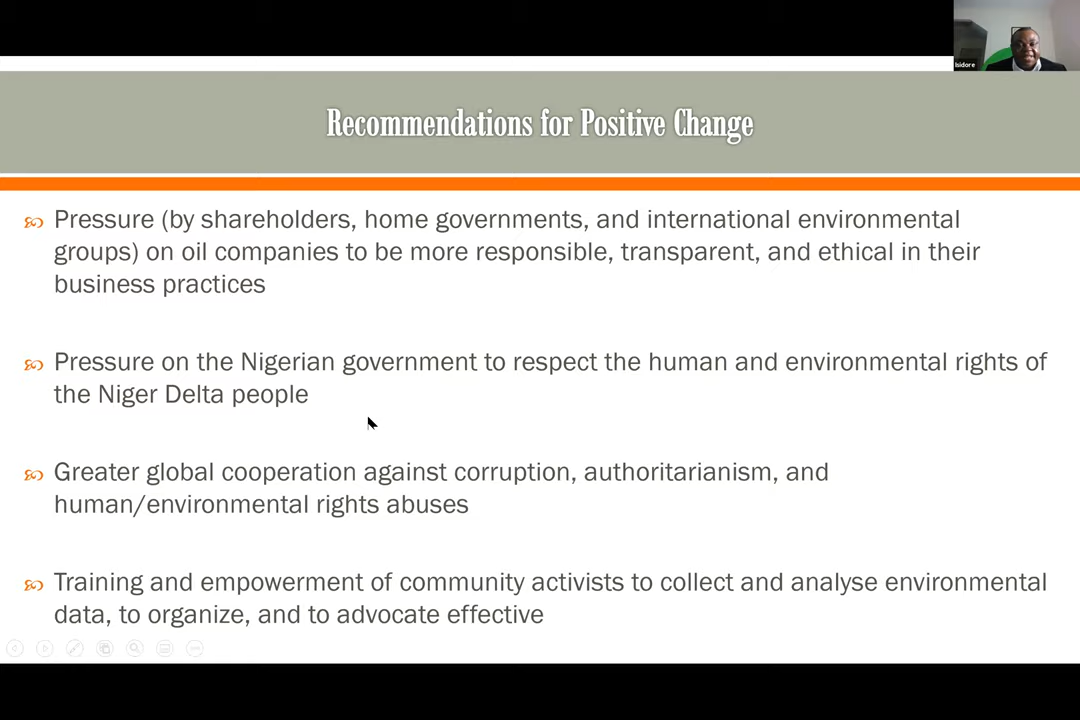 Isidore
Recommendations for Positive Change
Pressure (by shareholders, home governments, and international environmental
groups) on oil companies to be more responsible, transparent, and ethical in their
business practices
Pressure on the Nigerian government to respect the human and environmental rights of
the Niger Delta people
Greater global cooperation against corruption, authoritarianism, and
human/environmental rights abuses
Training and empowerment of community activists to collect and analyse environmental
data, to organize, and to advocate effective